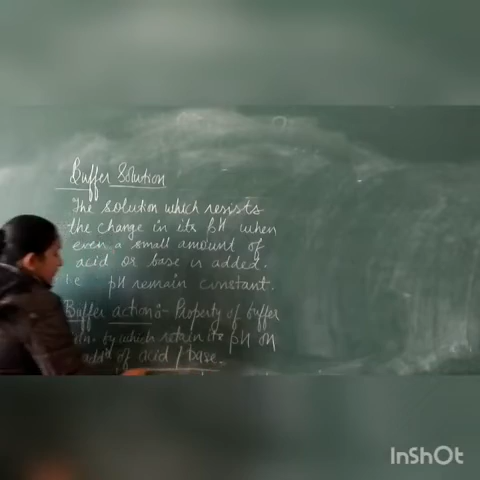 Buffer Solution
The solution which resists
the change in its pH when
even a small amount of
acid or base is added.
i.e pH remain constant.
Buffer action:- Property of buffer
by which retain its pH on
of acid / base.
InShOt